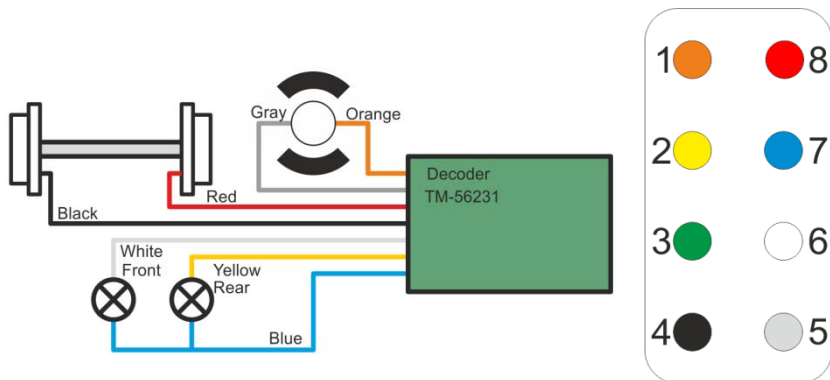 Gray
Orange
Decoder
TM-56231
Red
Black
White
Front
Yellow
Rear
Blue
1
8
2
7
3
6
4
5